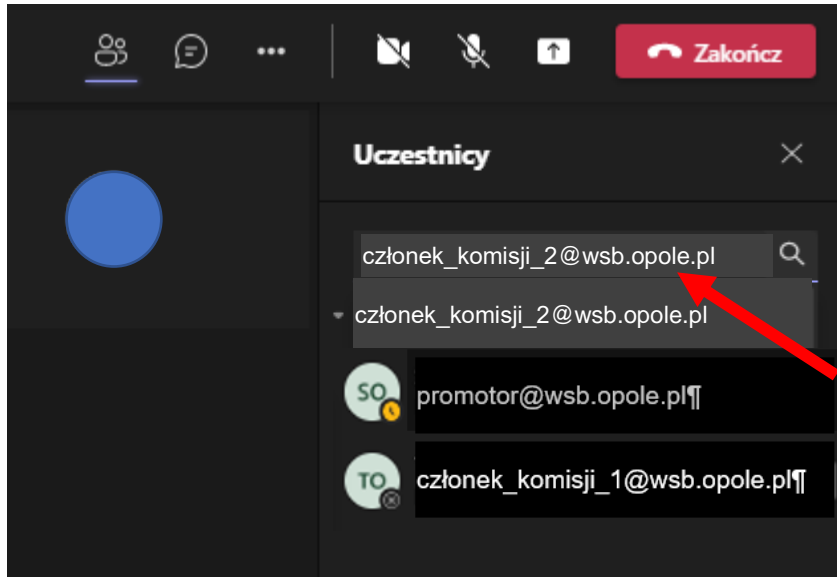 Zakończ
Uczestnicy
członek_komisji_2@wsb.opole.pl
członek_komisji_2@wsb.opole.pl
SO
promotor@wsb.opole.pl¶
TO
członek_komisji_1@wsb.opole.pl¶